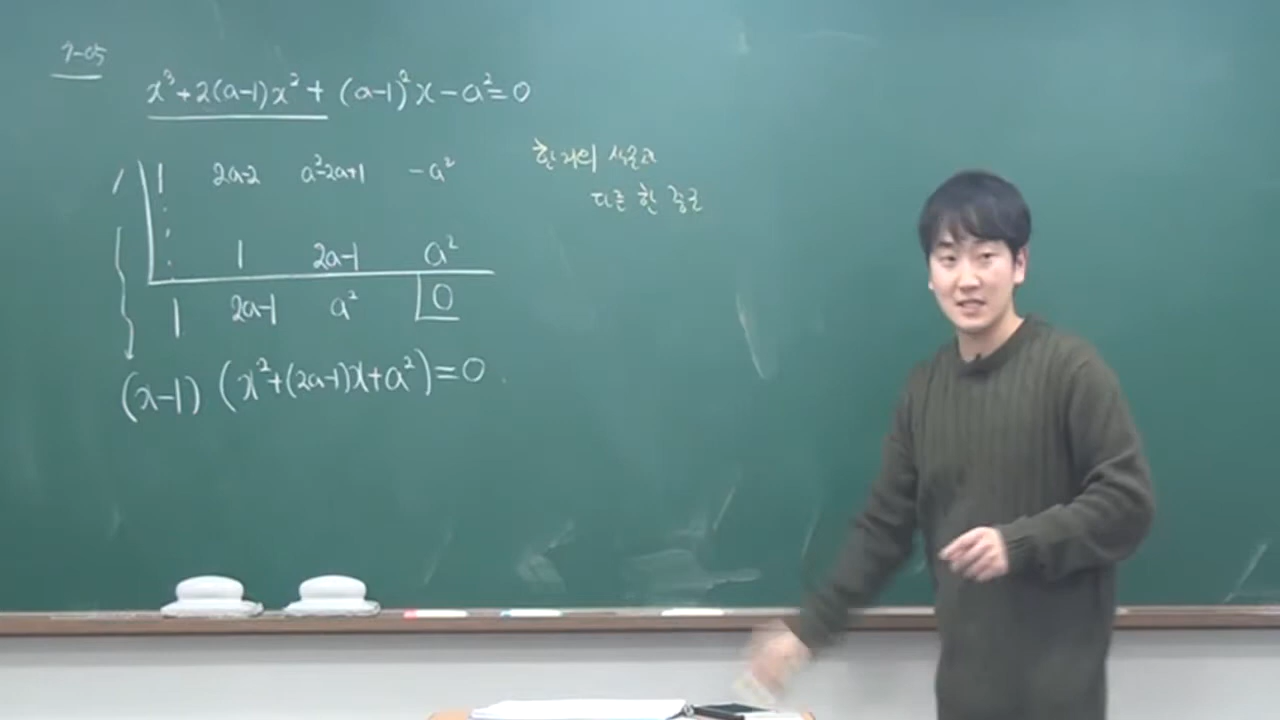 7-05
x³+2(a-1)x²+(a-1)²x-a²=0
1 1 2a-2 a²-2a+1 -a²
1 2a-1 a²
1 2a-1 a² 0
(x-1)(x²+(2a-1)x+a²)=0
한 개의 실근과
다른 한 중근